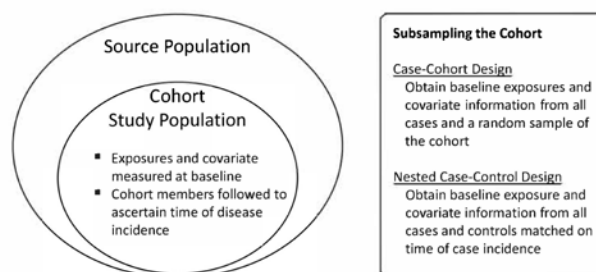 Source Population
Cohort
Study Population
▪ Exposures and covariate
measured at baseline
▪ Cohort members followed to
ascertain time of disease
incidence
Subsampling the Cohort
Case-Cohort Design
Obtain baseline exposures and
covariate information from all
cases and a random sample of
the cohort
Nested Case-Control Design
Obtain baseline exposure and
covariate information from all
cases and controls matched on
time of case incidence